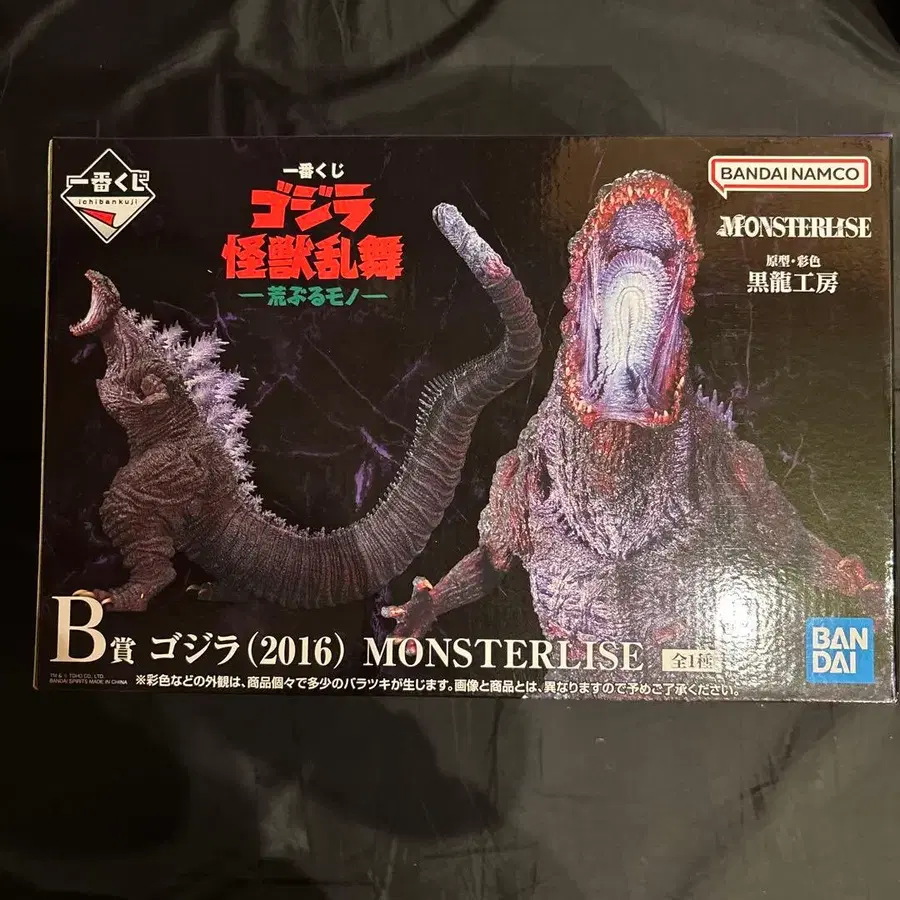 一番くじ
ichibankuji
一番くじ
ゴジラ
怪獣乱舞
―荒ぶるモノ―
BANDAI NAMCO
MONSTERLISE
原型・彩色
黒龍工房
B賞 ゴジラ(2016) MONSTERLISE 全1種
BAN
DAI
TM & © TOHO CO., LTD.
BANDAI SPIRITS MADE IN CHINA
※彩色などの外観は、商品個々で多少のバラツキが生じます。画像と商品とは、異なりますので予めご了承ください。